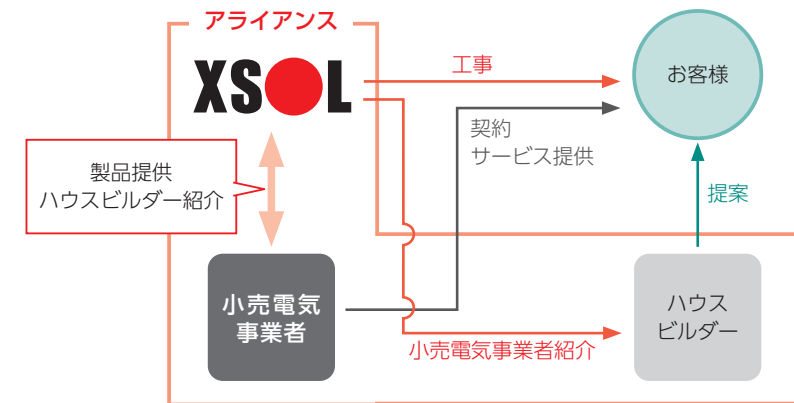 アライアンス
XSOL
工事
お客様
契約
サービス提供
製品提供
ハウスビルダー紹介
提案
小売電気
事業者
ハウス
ビルダー
小売電気事業者紹介